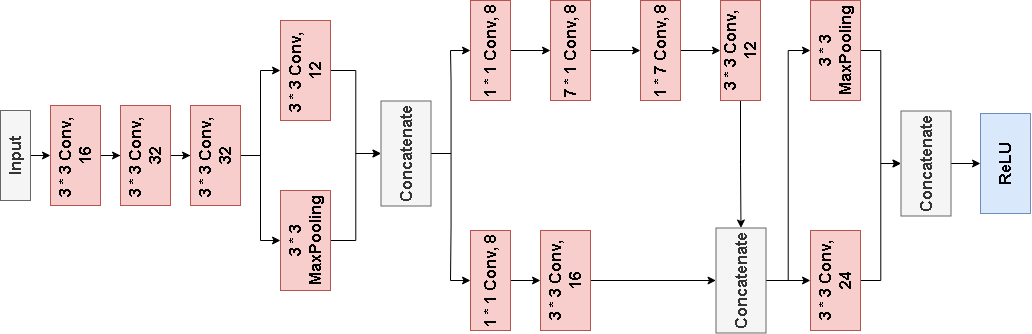 Input
3 * 3 Conv,
16
3 * 3 Conv,
32
3 * 3 Conv,
32
3 * 3 Conv,
12
3 * 3
MaxPooling
Concatenate
1 * 1 Conv, 8
7 * 1 Conv, 8
1 * 7 Conv, 8
3 * 3 Conv,
12
1 * 1 Conv, 8
3 * 3 Conv,
16
Concatenate
3 * 3
MaxPooling
3 * 3 Conv,
24
Concatenate
ReLU